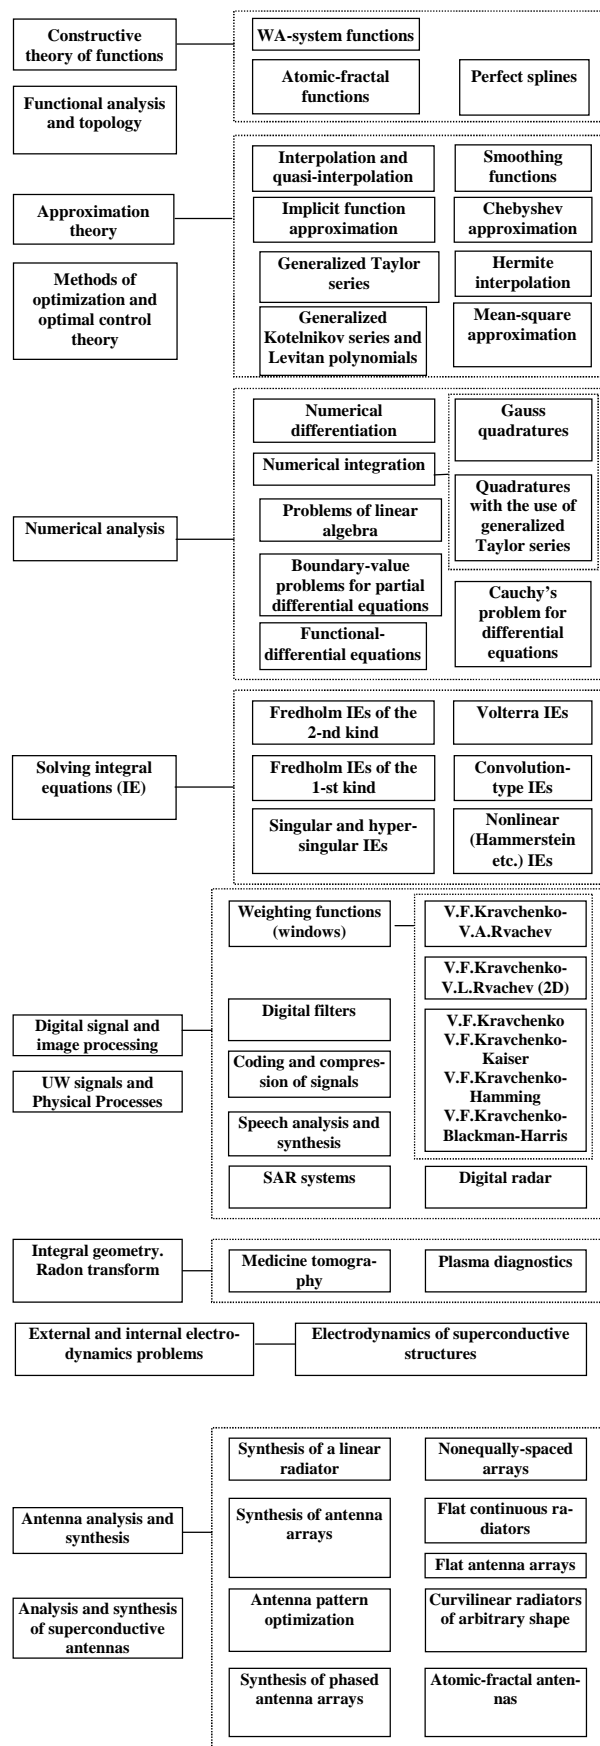 Constructive
theory of functions
WA-system functions
Atomic-fractal
functions
Perfect splines
Functional analysis
and topology
Interpolation and
quasi-interpolation
Smoothing
functions
Approximation
theory
Implicit function
approximation
Chebyshev
approximation
Generalized Taylor
series
Hermite
interpolation
Methods of
optimization and
optimal control
theory
Generalized
Kotelnikov series and
Levitan polynomials
Mean-square
approximation
Numerical
differentiation
Gauss
quadratures
Numerical integration
Quadratures
with the use of
generalized
Taylor series
Numerical analysis
Problems of linear
algebra
Boundary-value
problems for partial
differential equations
Cauchy's
problem for
differential
equations
Functional-
differential equations
Fredholm IEs of the
2-nd kind
Volterra IEs
Solving integral
equations (IE)
Fredholm IEs of the
1-st kind
Convolution-
type IEs
Singular and hyper-
singular IEs
Nonlinear
(Hammerstein
etc.) IEs
Weighting functions
(windows)
V.F.Kravchenko-
V.A.Rvachev
V.F.Kravchenko-
V.L.Rvachev (2D)
Digital filters
V.F.Kravchenko
V.F.Kravchenko-
Kaiser
V.F.Kravchenko-
Hamming
V.F.Kravchenko-
Blackman-Harris
Digital signal and
image processing
Coding and compres-
sion of signals
UW signals and
Physical Processes
Speech analysis and
synthesis
SAR systems
Digital radar
Integral geometry.
Radon transform
Medicine tomogra-
phy
Plasma diagnostics
External and internal electro-
dynamics problems
Electrodynamics of superconductive
structures
Synthesis of a linear
radiator
Nonequally-spaced
arrays
Antenna analysis and
synthesis
Synthesis of antenna
arrays
Flat continuous ra-
diators
Flat antenna arrays
Analysis and synthesis
of superconductive
antennas
Antenna pattern
optimization
Curvilinear radiators
of arbitrary shape
Synthesis of phased
antenna arrays
Atomic-fractal anten-
nas